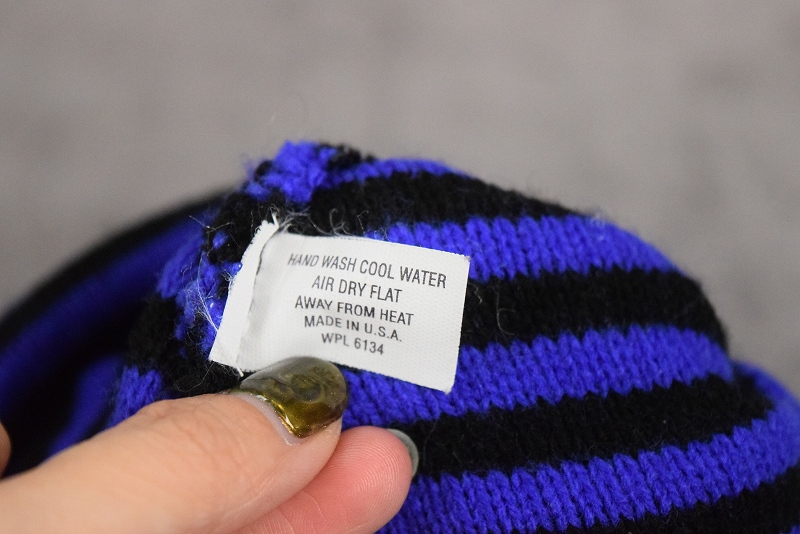 HAND WASH COOL WATER
AIR DRY FLAT
AWAY FROM HEAT
MADE IN U.S.A.
WPL 6134